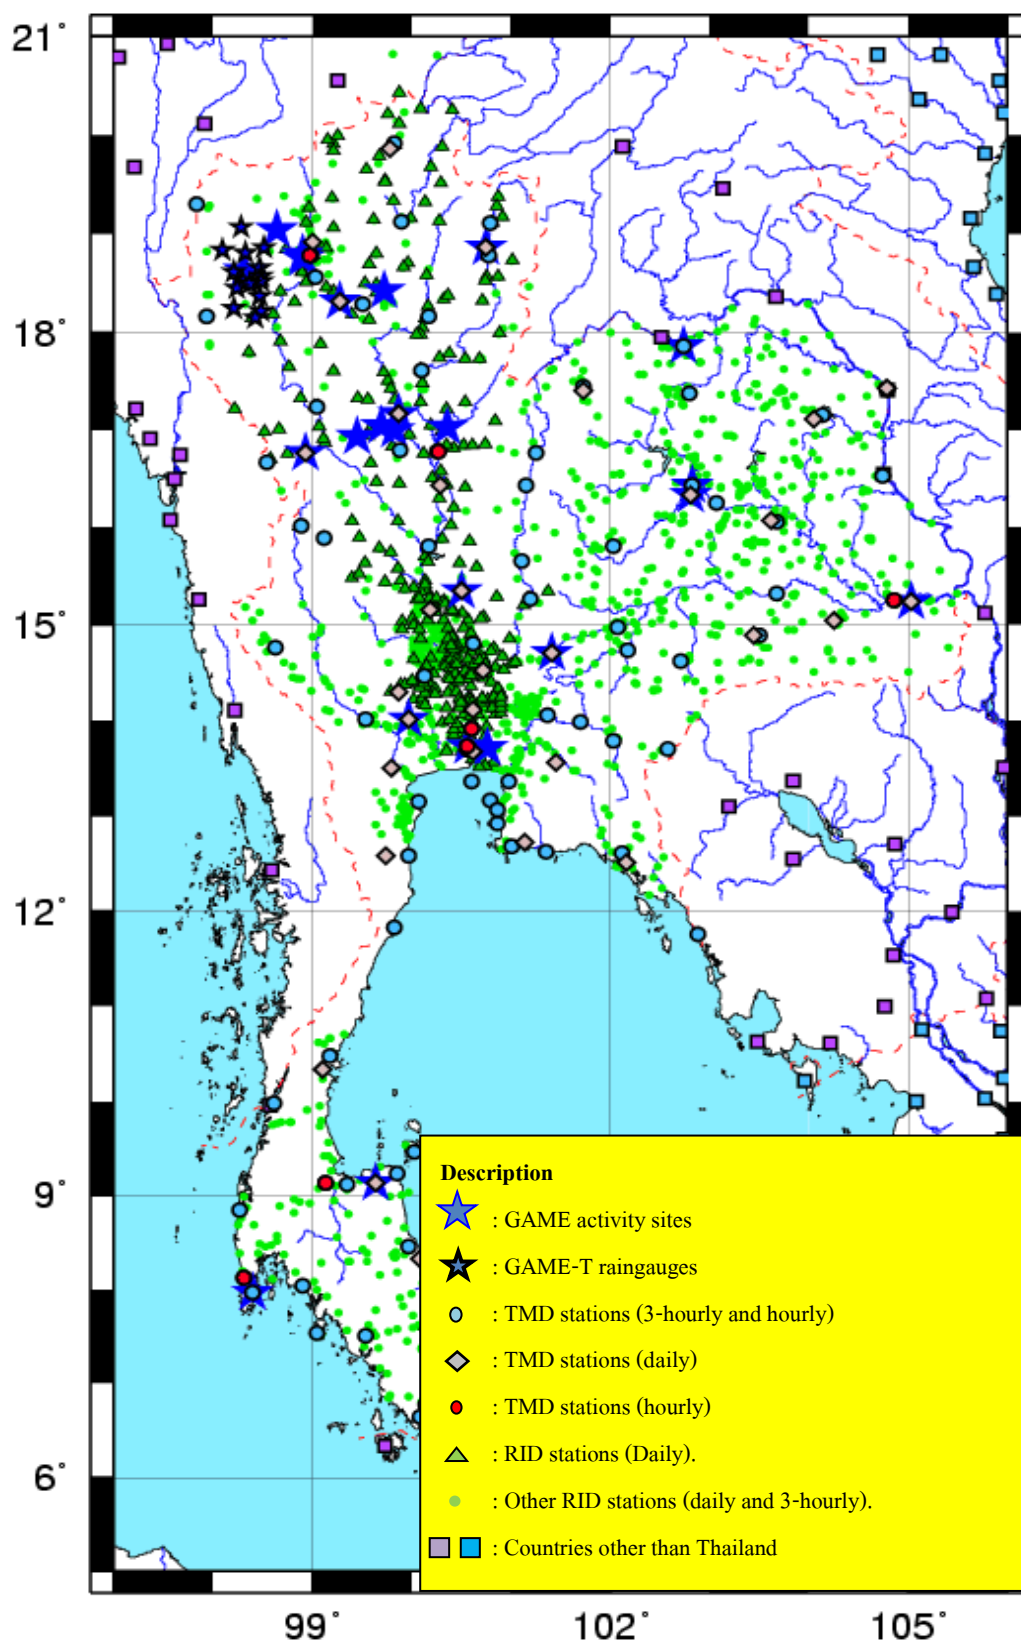 21°
18°
15°
12°
9°
6°
99°
102°
105°
Description
: GAME activity sites
: GAME-T raingauges
: TMD stations (3-hourly and hourly)
: TMD stations (daily)
: TMD stations (hourly)
: RID stations (Daily).
: Other RID stations (daily and 3-hourly).
: Countries other than Thailand